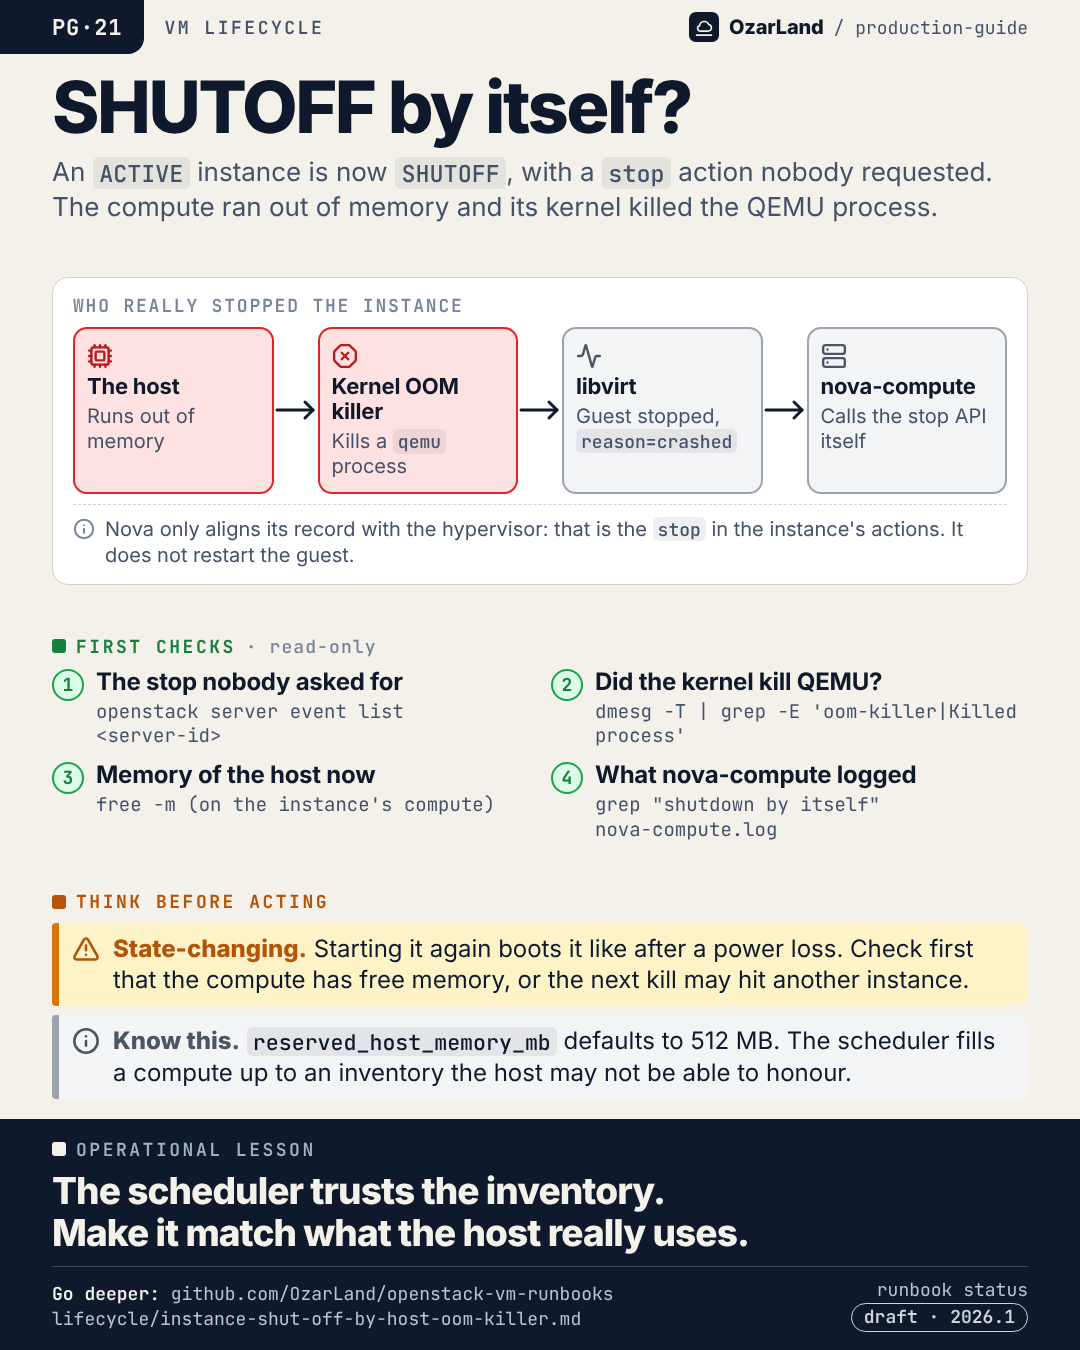 PG·21
VM LIFECYCLE
OzarLand / production-guide
SHUTOFF by itself?
An ACTIVE instance is now SHUTOFF, with a stop action nobody requested.
The compute ran out of memory and its kernel killed the QEMU process.
WHO REALLY STOPPED THE INSTANCE
The host
Runs out of
memory
Kernel OOM
killer
Kills a qemu
process
libvirt
Guest stopped,
reason=crashed
nova-compute
Calls the stop API
itself
Nova only aligns its record with the hypervisor: that is the stop in the instance's actions. It
does not restart the guest.
FIRST CHECKS · read-only
1 The stop nobody asked for
openstack server event list
<server-id>
2 Did the kernel kill QEMU?
dmesg -T | grep -E 'oom-killer|Killed
process'
3 Memory of the host now
free -m (on the instance's compute)
4 What nova-compute logged
grep "shutdown by itself"
nova-compute.log
THINK BEFORE ACTING
State-changing. Starting it again boots it like after a power loss. Check first
that the compute has free memory, or the next kill may hit another instance.
Know this. reserved_host_memory_mb defaults to 512 MB. The scheduler fills
a compute up to an inventory the host may not be able to honour.
OPERATIONAL LESSON
The scheduler trusts the inventory.
Make it match what the host really uses.
Go deeper: github.com/OzarLand/openstack-vm-runbooks
lifecycle/instance-shut-off-by-host-oom-killer.md
runbook status
draft · 2026.1